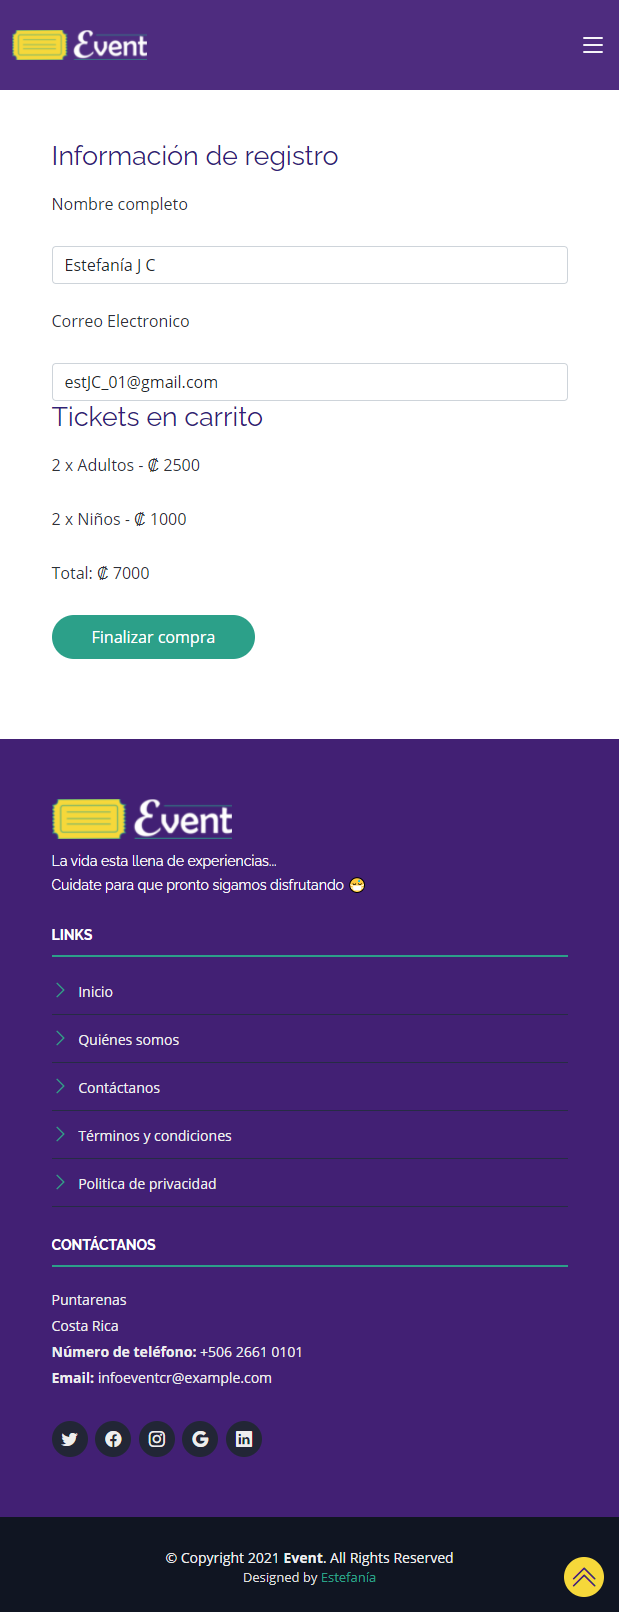 Event
Información de registro
Nombre completo
Estefanía J C
Correo Electronico
estJC_01@gmail.com
Tickets en carrito
2 x Adultos - ₡ 2500
2 x Niños - ₡ 1000
Total: ₡ 7000
Finalizar compra
Event
La vida esta llena de experiencias...
Cuidate para que pronto sigamos disfrutando 😷
LINKS
Inicio
Quiénes somos
Contáctanos
Términos y condiciones
Politica de privacidad
CONTÁCTANOS
Puntarenas
Costa Rica
Número de teléfono: +506 2661 0101
Email: infoeventcr@example.com
© Copyright 2021 Event. All Rights Reserved
Designed by Estefanía